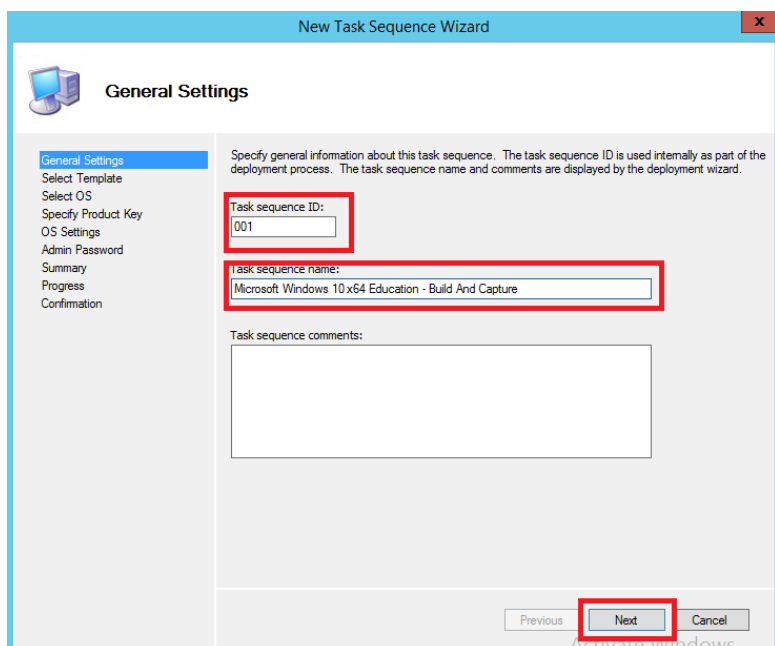 New Task Sequence Wizard
x
General Settings
General Settings
Select Template
Select OS
Specify Product Key
OS Settings
Admin Password
Summary
Progress
Confirmation
Specify general information about this task sequence. The task sequence ID is used internally as part of the
deployment process. The task sequence name and comments are displayed by the deployment wizard.
Task sequence ID:
001
Task sequence name:
Microsoft Windows 10 x64 Education - Build And Capture
Task sequence comments:
Previous Next Cancel
Activate Windows